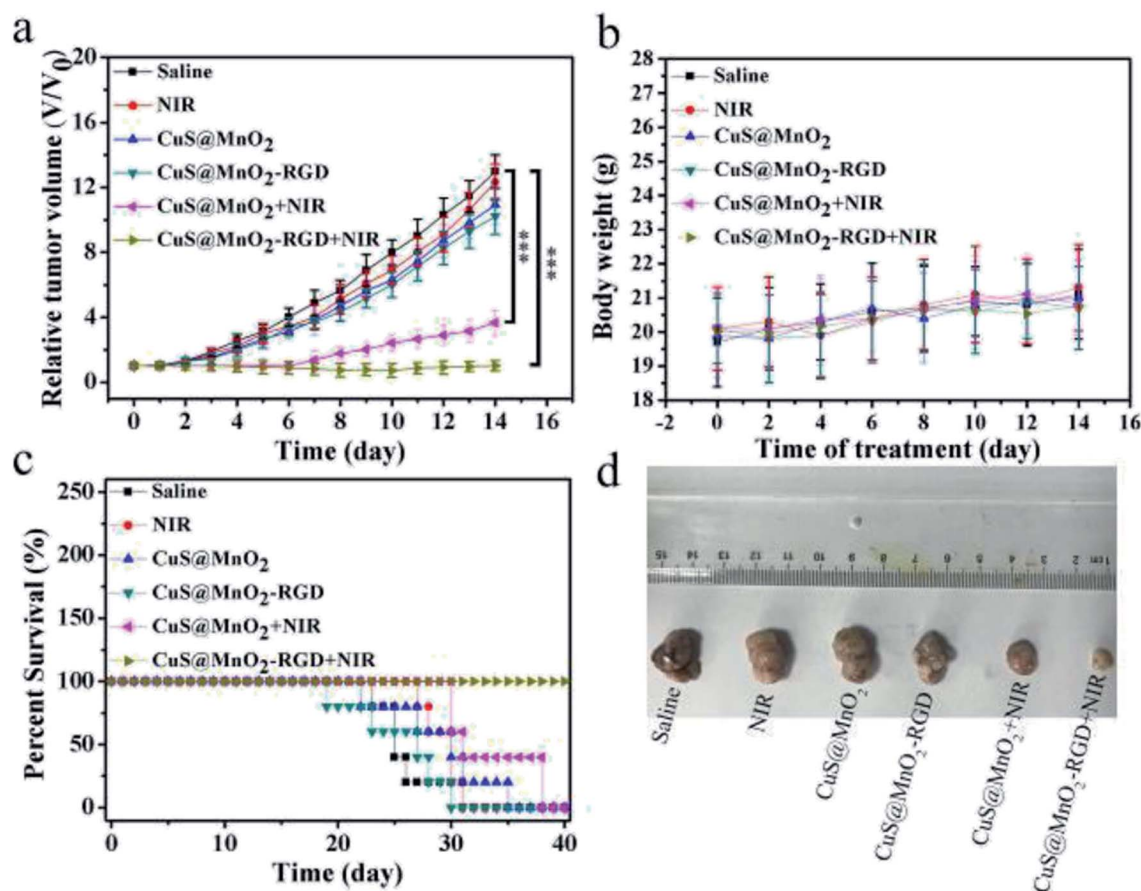 a
20
16
12
8
4
0
Relative tumor volume (V/V0)
Saline
NIR
CuS@MnO2
CuS@MnO2-RGD
CuS@MnO2+NIR
CuS@MnO2-RGD+NIR
***
***
0 2 4 6 8 10 12 14 16
Time (day)
b
28
27
26
25
24
23
22
21
20
19
18
Body weight (g)
Saline
NIR
CuS@MnO2
CuS@MnO2-RGD
CuS@MnO2+NIR
CuS@MnO2-RGD+NIR
-2 0 2 4 6 8 10 12 14 16
Time of treatment (day)
c
250
200
150
100
50
0
Percent Survival (%)
Saline
NIR
CuS@MnO2
CuS@MnO2-RGD
CuS@MnO2+NIR
CuS@MnO2-RGD+NIR
0 10 20 30 40
Time (day)
d
15 14 13 12 11 10 9 8 7 6 5 4 3 2 1cm
Saline
NIR
CuS@MnO2
CuS@MnO2-RGD
CuS@MnO2+NIR
CuS@MnO2-RGD+NIR